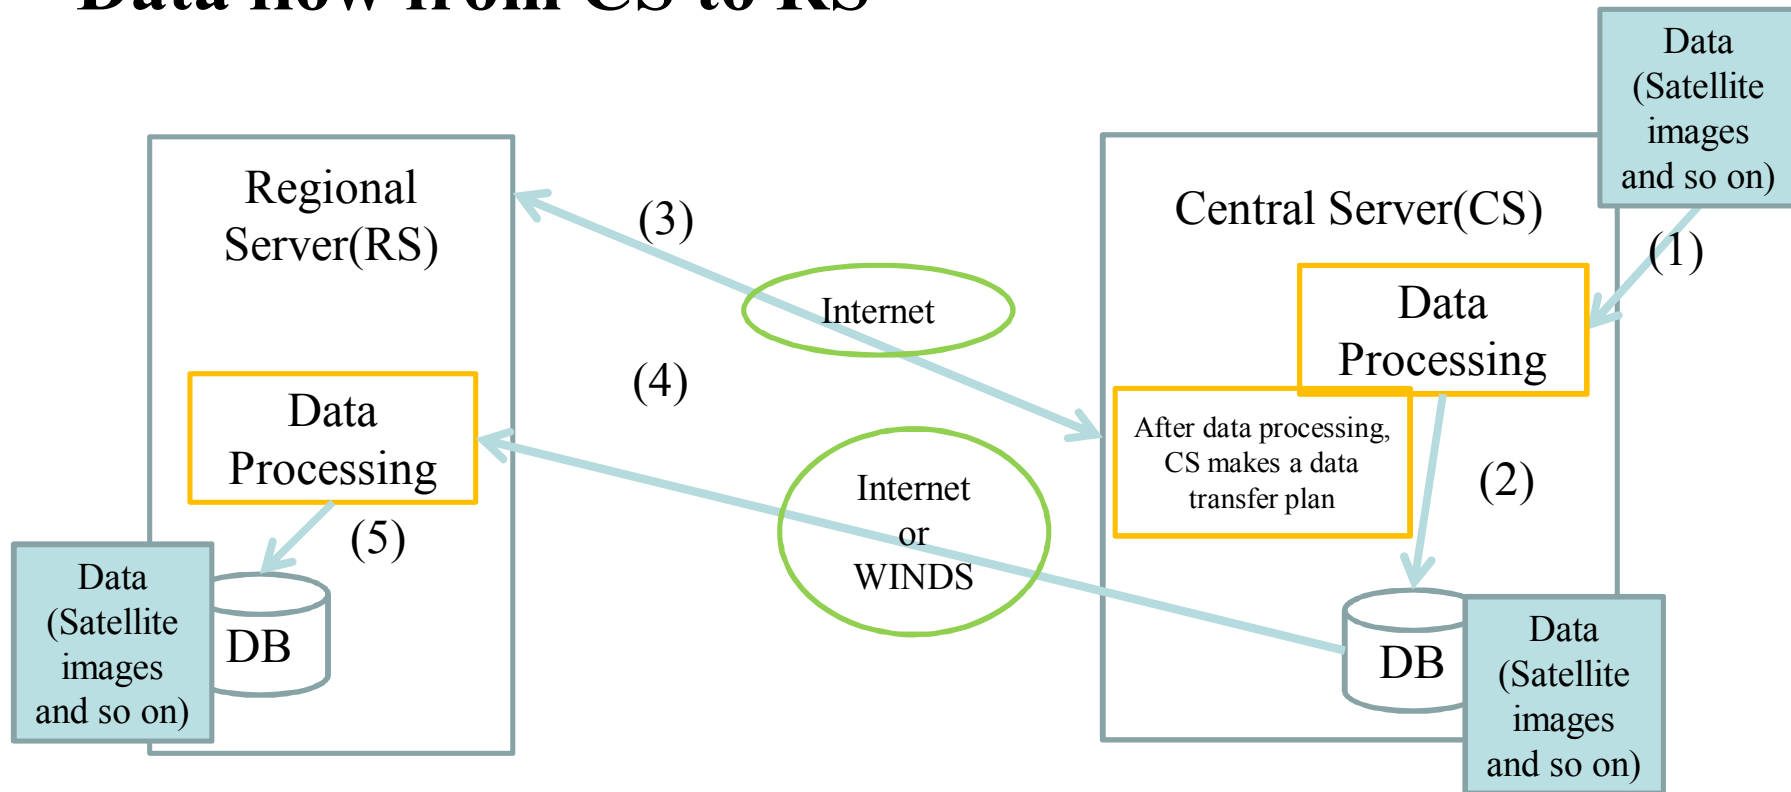 Data flow from CS to RS
Data
(Satellite
images
and so on)
Regional
Server(RS)
Central Server(CS)
(3)
(1)
Internet
Data
Processing
(4)
Data
Processing
After data processing,
CS makes a data
transfer plan
(2)
Internet
or
WINDS
(5)
Data
(Satellite
images
and so on)
DB
DB
Data
(Satellite
images
and so on)